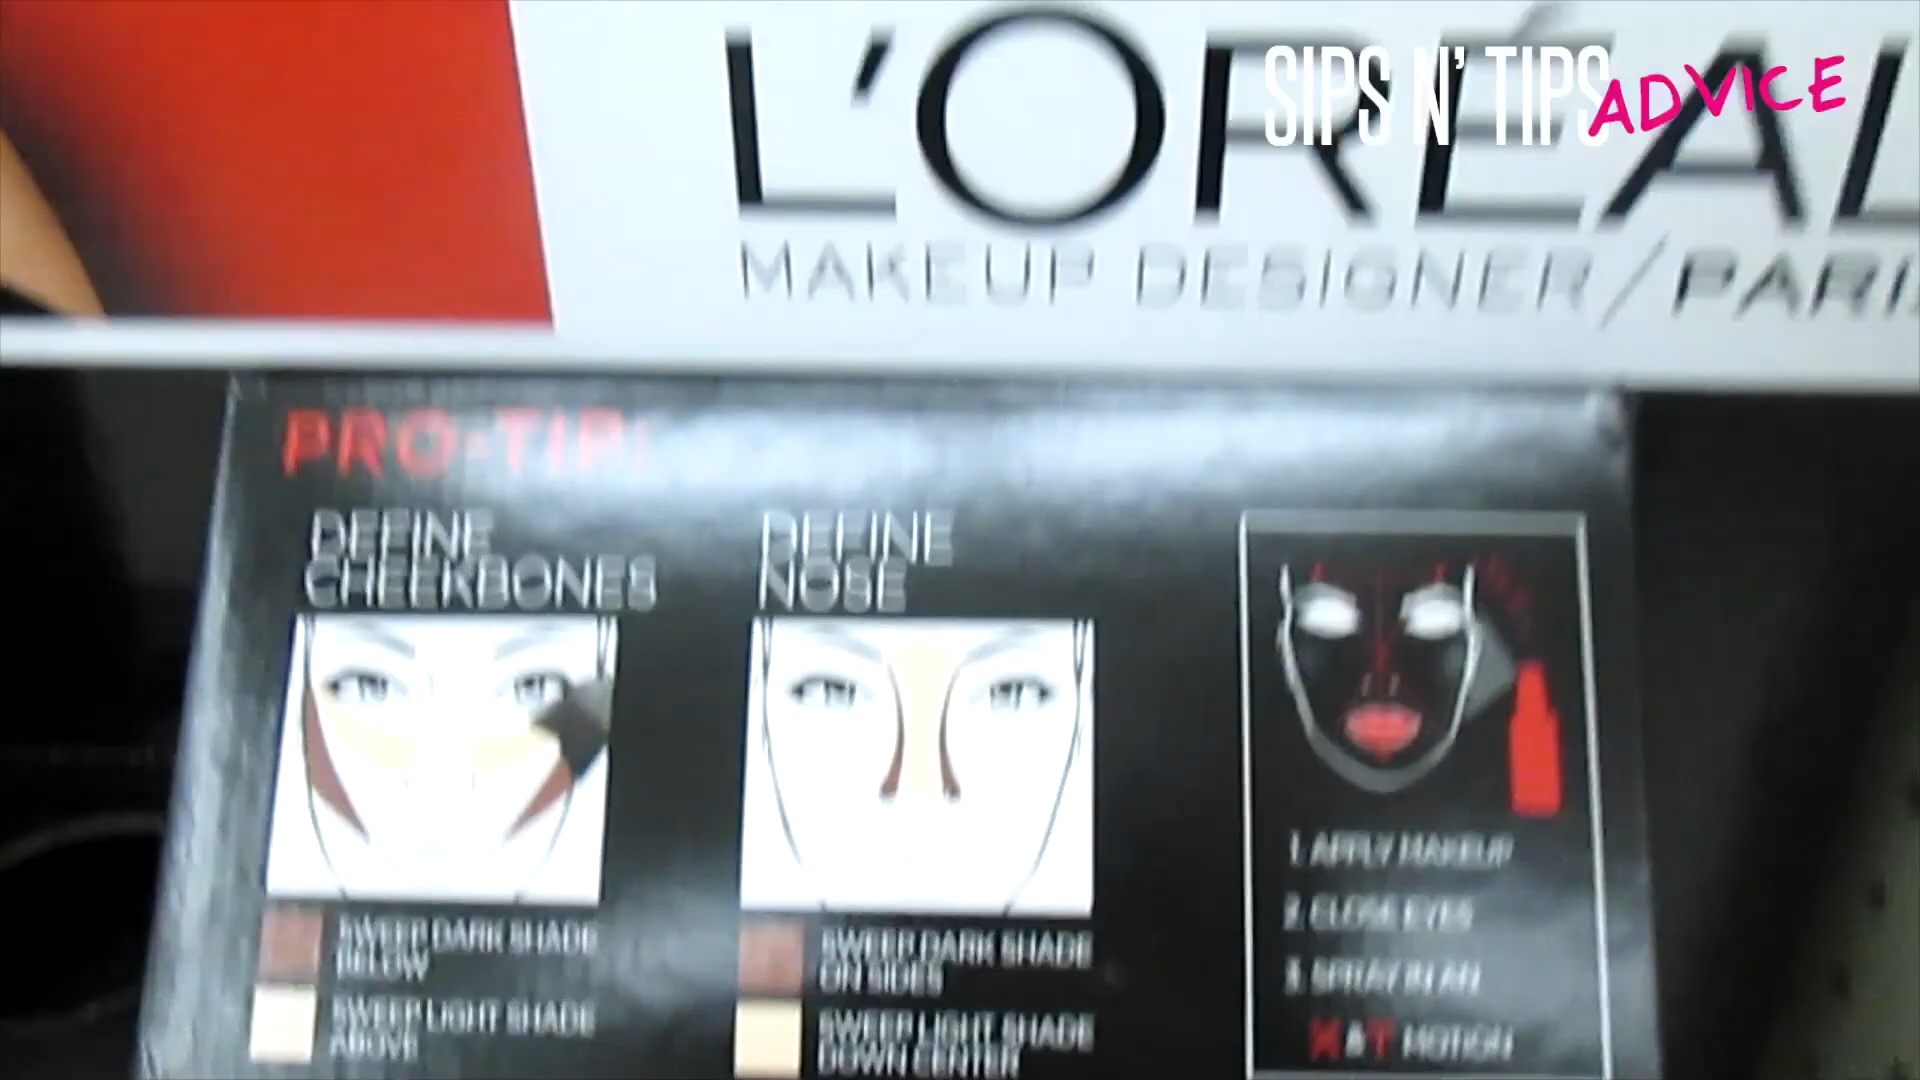 L'ORÉAL
SIPS N' TIPS ADVICE
MAKEUP DESIGNER/PARIS
PRO-TIP:
DEFINE
CHEEKBONES
SWEEP DARK SHADE
BELOW
SWEEP LIGHT SHADE
ABOVE
DEFINE
NOSE
SWEEP DARK SHADE
ON SIDES
SWEEP LIGHT SHADE
DOWN CENTER
1. APPLY MAKEUP
2. CLOSE EYES
3. SPRAY IN AN
X & T MOTION